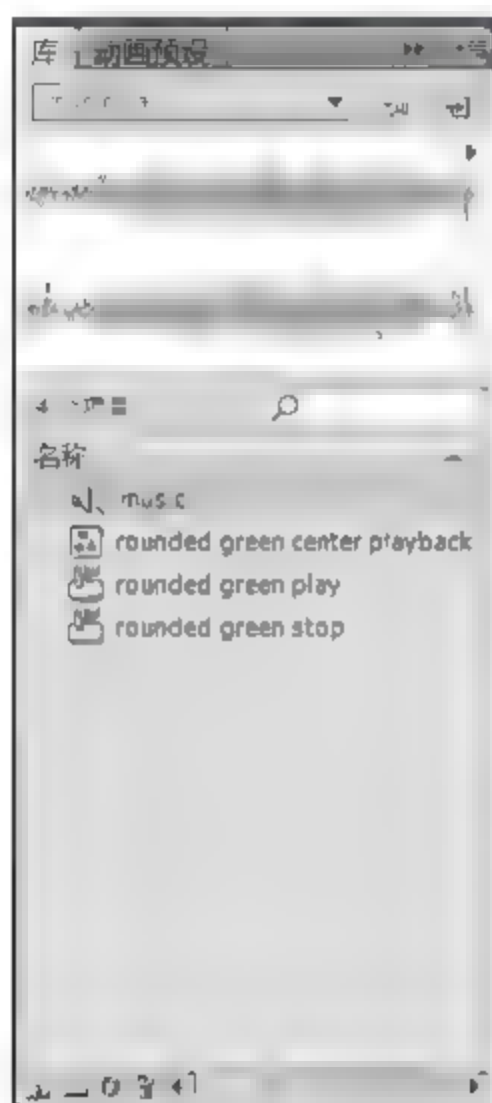 库 动画预设
名称
music
rounded green center playback
rounded green play
rounded green stop